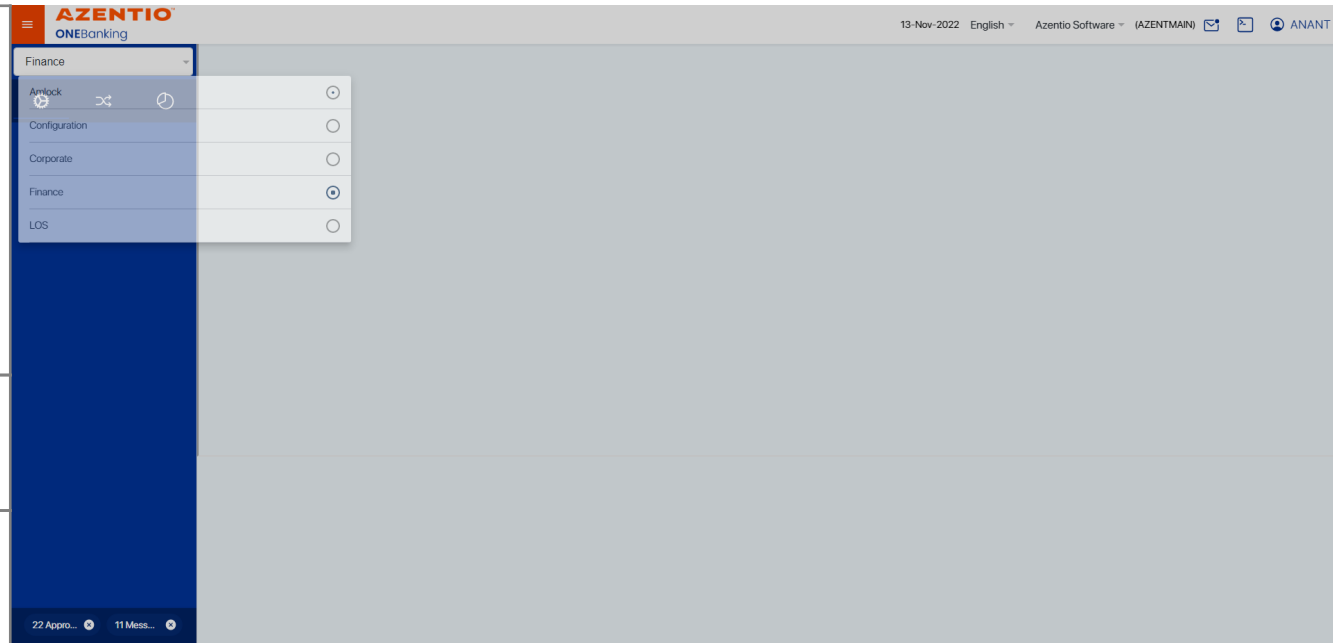 AZENTIO™
ONEBanking
13-Nov-2022 English Azentio Software (AZENTMAIN) ANANT
Finance
Amlock
Configuration
Corporate
Finance
LOS
22 Appro... 11 Mess...